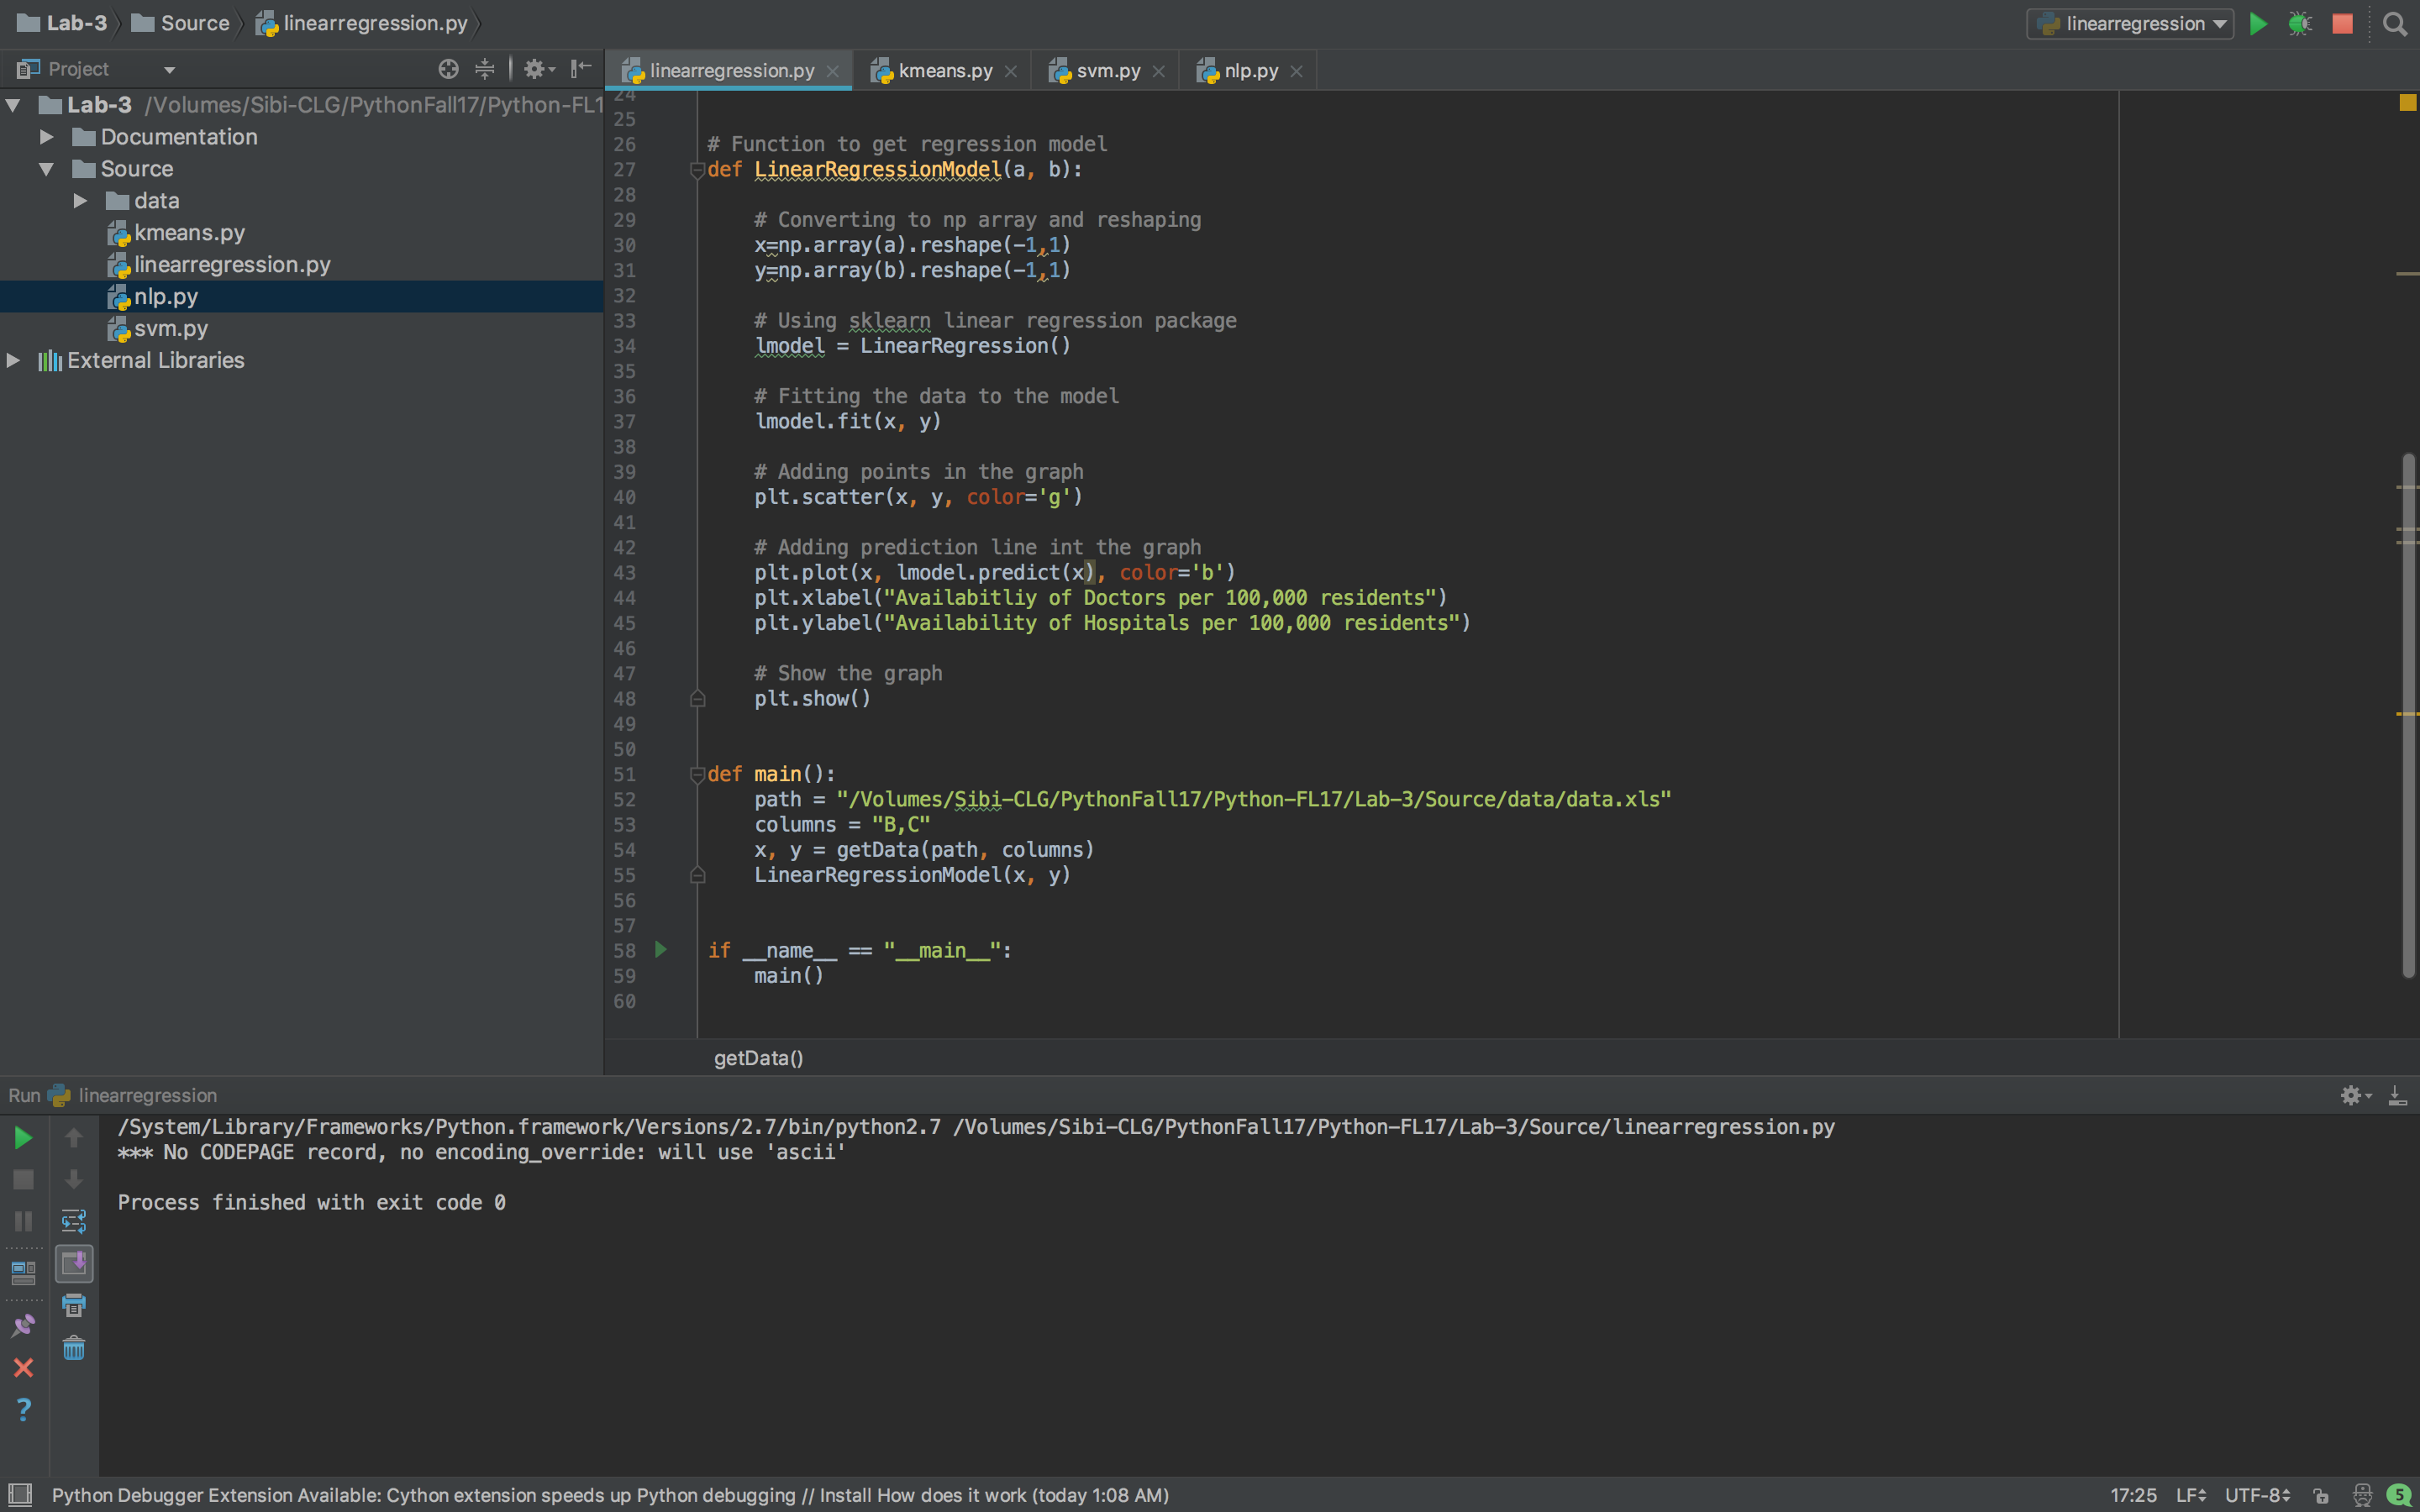 Lab-3 Source linearregression.py linearregression
Project
linearregression.py kmeans.py svm.py nlp.py
Lab-3 /Volumes/Sibi-CLG/PythonFall17/Python-FL1
Documentation
Source
data
kmeans.py
linearregression.py
nlp.py
svm.py
External Libraries
24
25
26 # Function to get regression model
27 def LinearRegressionModel(a, b):
28
29 # Converting to np array and reshaping
30 x=np.array(a).reshape(-1,1)
31 y=np.array(b).reshape(-1,1)
32
33 # Using sklearn linear regression package
34 lmodel = LinearRegression()
35
36 # Fitting the data to the model
37 lmodel.fit(x, y)
38
39 # Adding points in the graph
40 plt.scatter(x, y, color='g')
41
42 # Adding prediction line int the graph
43 plt.plot(x, lmodel.predict(x), color='b')
44 plt.xlabel("Availabitliy of Doctors per 100,000 residents")
45 plt.ylabel("Availability of Hospitals per 100,000 residents")
46
47 # Show the graph
48 plt.show()
49
50
51 def main():
52 path = "/Volumes/Sibi-CLG/PythonFall17/Python-FL17/Lab-3/Source/data/data.xls"
53 columns = "B,C"
54 x, y = getData(path, columns)
55 LinearRegressionModel(x, y)
56
57
58 if __name__ == "__main__":
59 main()
60
getData()
Run linearregression
/System/Library/Frameworks/Python.framework/Versions/2.7/bin/python2.7 /Volumes/Sibi-CLG/PythonFall17/Python-FL17/Lab-3/Source/linearregression.py
*** No CODEPAGE record, no encoding_override: will use 'ascii'
Process finished with exit code 0
Python Debugger Extension Available: Cython extension speeds up Python debugging // Install How does it work (today 1:08 AM) 17:25 LF UTF-8 5